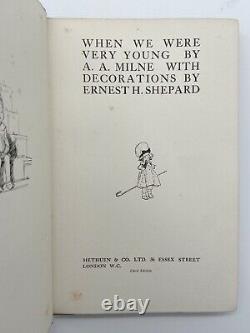 WHEN WE WERE
VERY YOUNG BY
A. A. MILNE WITH
DECORATIONS BY
ERNEST H. SHEPARD
METHUEN & CO. LTD. 36 ESSEX STREET
LONDON W.C.